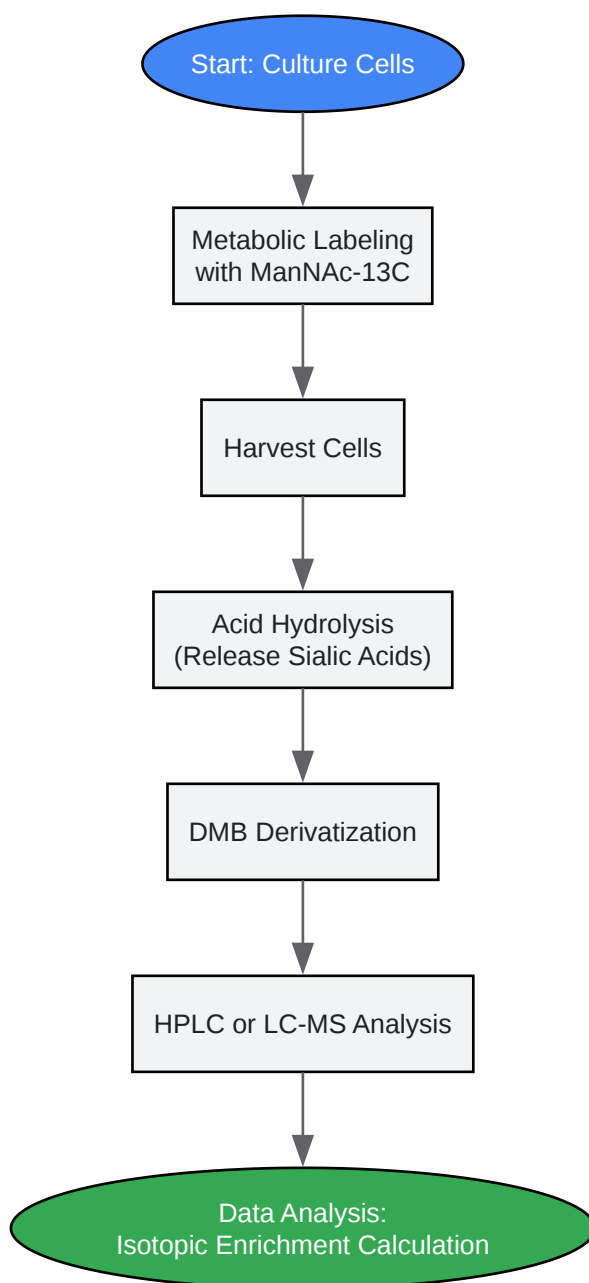 Start: Culture Cells
Metabolic Labeling
with ManNAc-13C
Harvest Cells
Acid Hydrolysis
(Release Sialic Acids)
DMB Derivatization
HPLC or LC-MS Analysis
Data Analysis:
Isotopic Enrichment Calculation